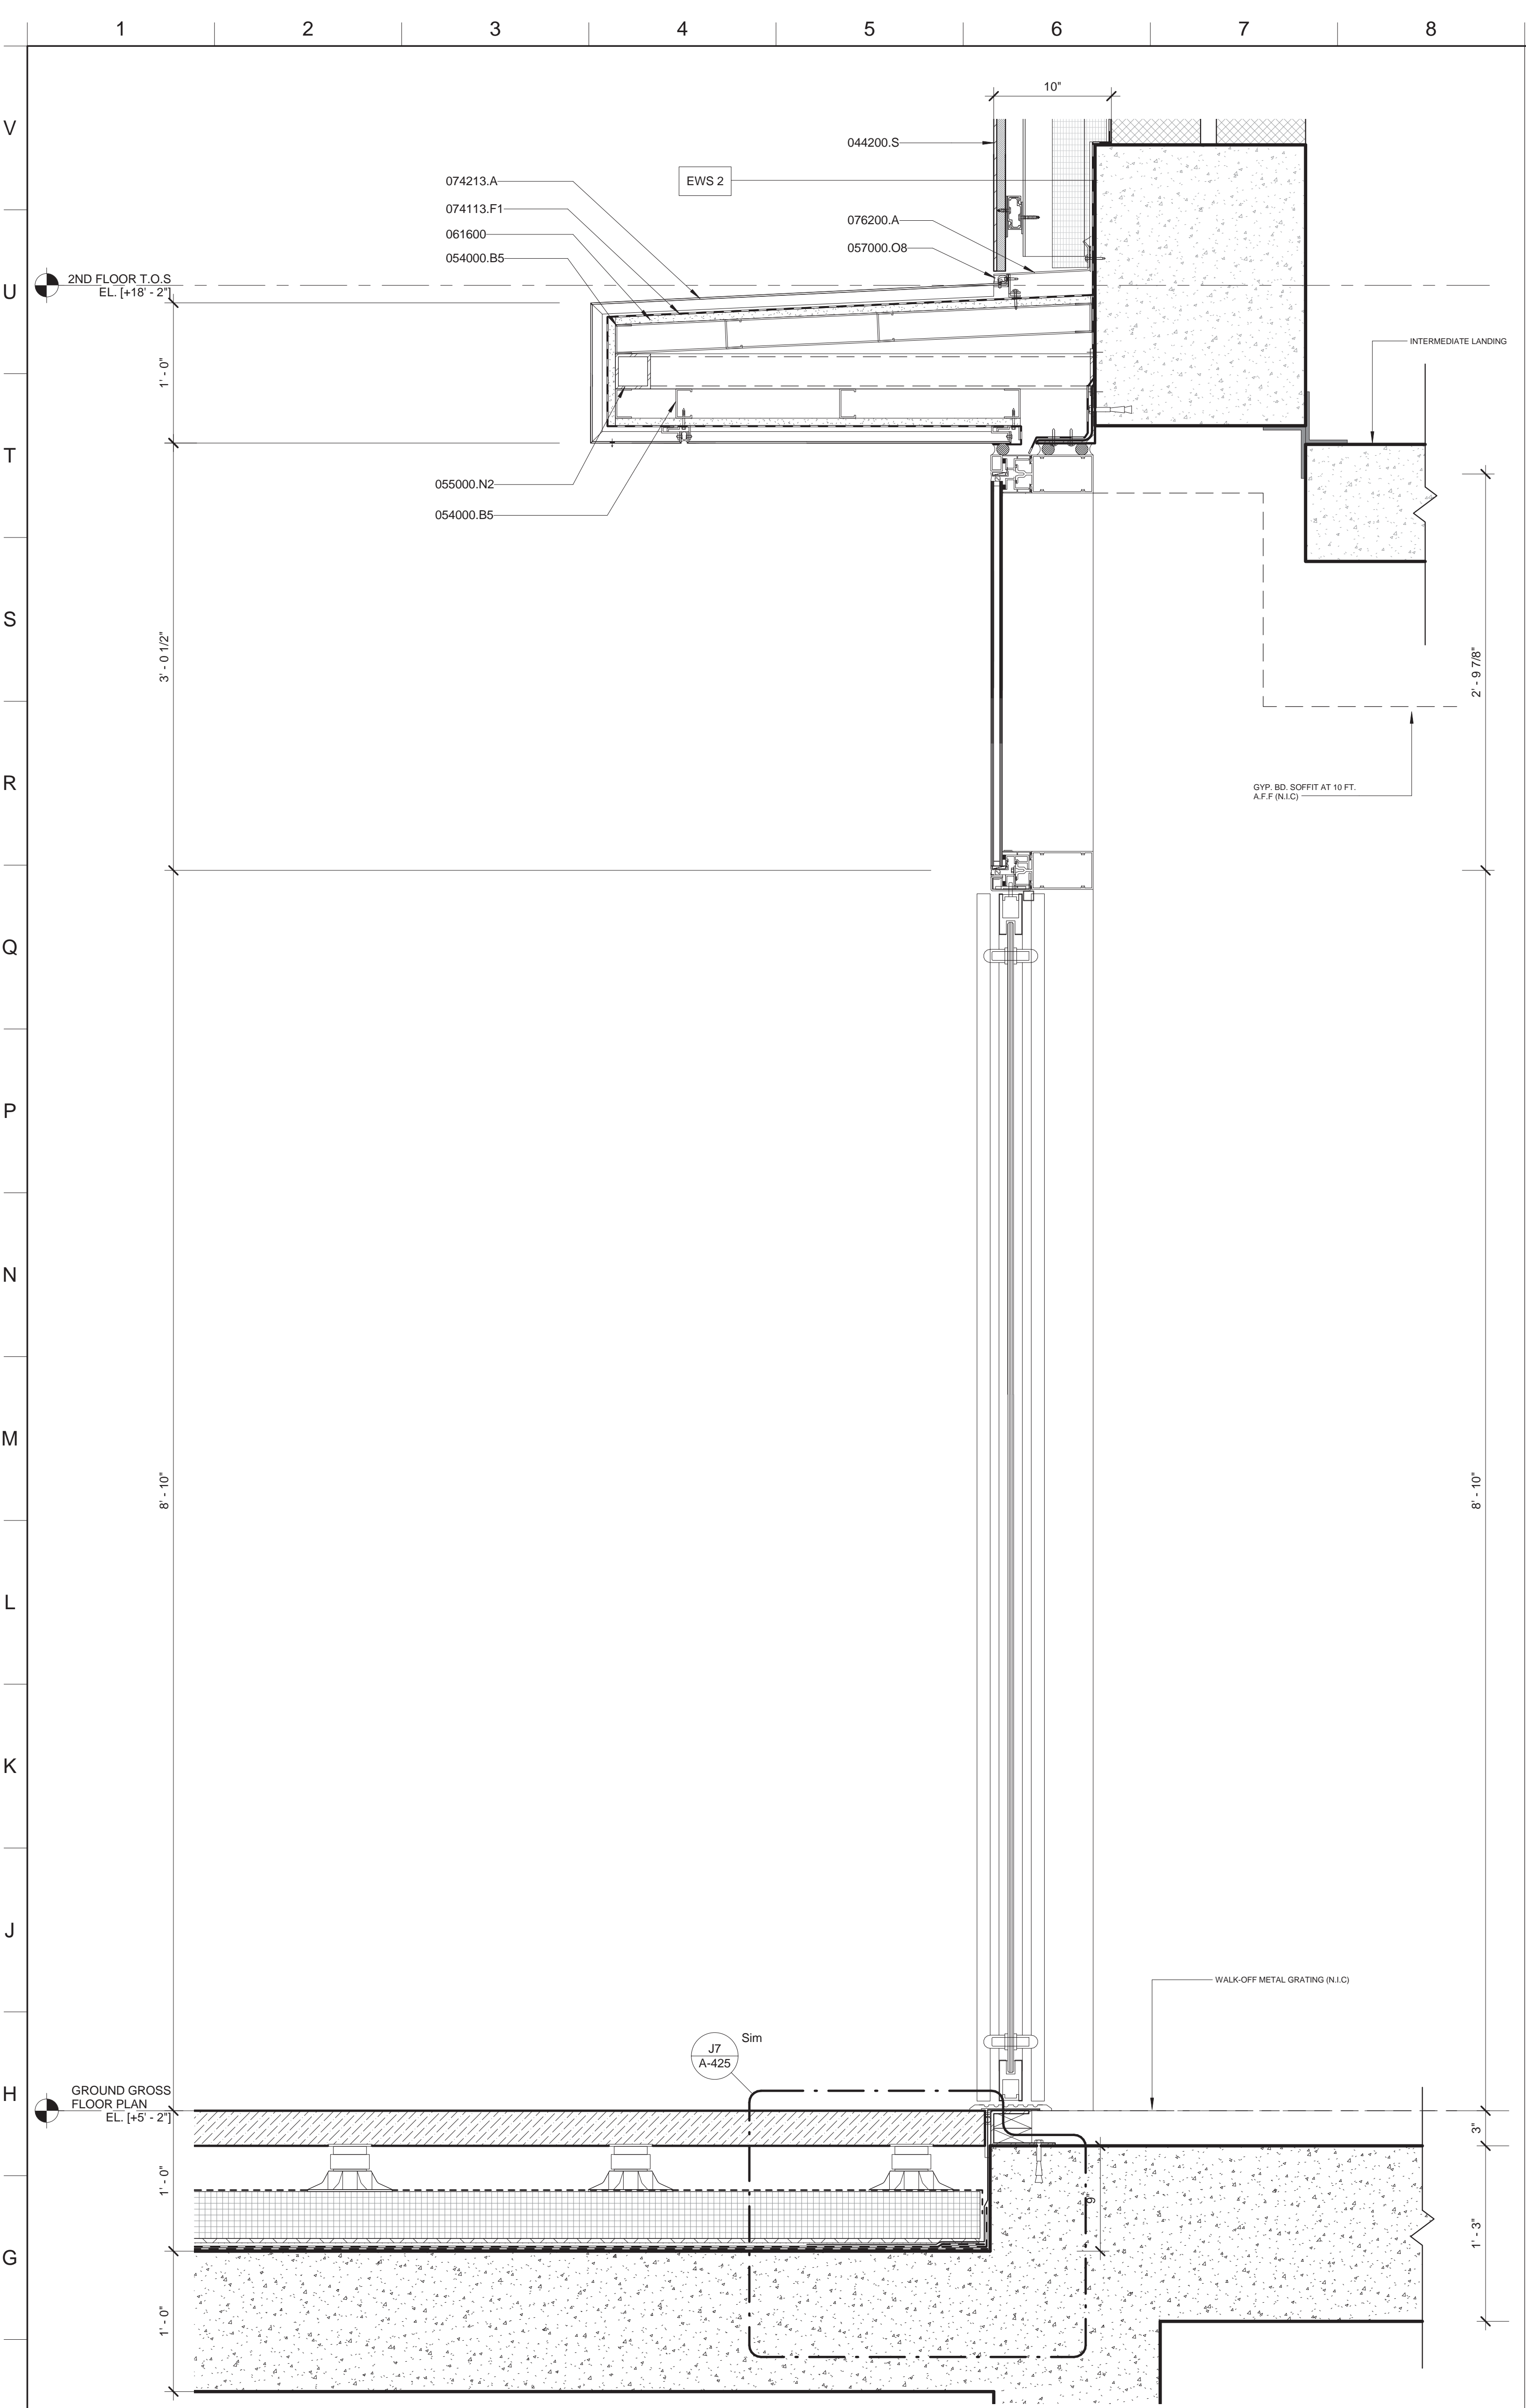 1 2 3 4 5 6 7 8
10"
V
044200.S
EWS 2
074213.A
074113.F1
076200.A
061600
057000.O8
054000.B5
2ND FLOOR T.O.S
EL. [+18' - 2"]
U
INTERMEDIATE LANDING
1' - 0"
T
055000.N2
054000.B5
S
3' - 0 1/2"
2' - 9 7/8"
R
GYP. BD. SOFFIT AT 10 FT.
A.F.F (N.I.C)
Q
P
N
M
8' - 10"
8' - 10"
L
K
J
WALK-OFF METAL GRATING (N.I.C)
Sim
J7
A-425
H
GROUND GROSS
FLOOR PLAN
EL. [+5' - 2"]
3"
1' - 0"
9"
1' - 3"
G
1' - 0"